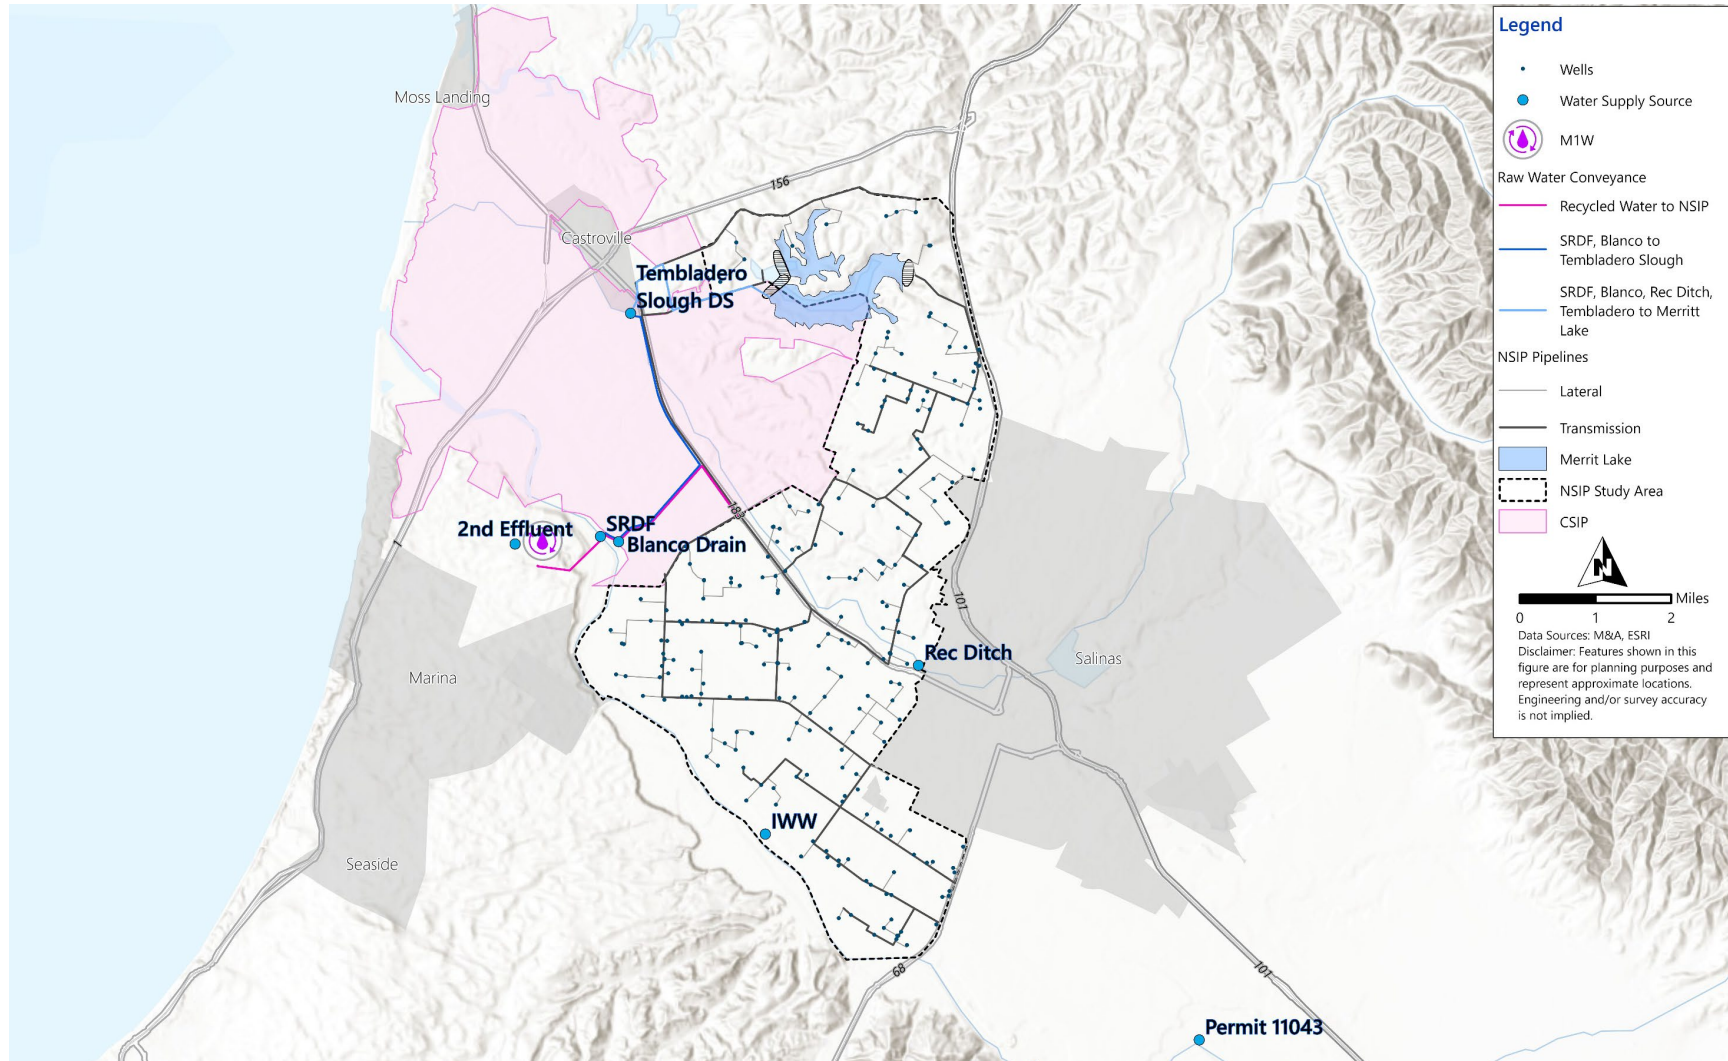 Moss Landing
156
Castroville
Tembladero
Slough DS
183
2nd Effluent
SRDF
Blanco Drain
1
101
Rec Ditch
Salinas
Marina
IWW
Seaside
68
101
Permit 11043
Legend
Wells
Water Supply Source
M1W
Raw Water Conveyance
Recycled Water to NSIP
SRDF, Blanco to
Tembladero Slough
SRDF, Blanco, Rec Ditch,
Tembladero to Merritt
Lake
NSIP Pipelines
Lateral
Transmission
Merrit Lake
NSIP Study Area
CSIP
N
Miles
0 1 2
Data Sources: M&A, ESRI
Disclaimer: Features shown in this
figure are for planning purposes and
represent approximate locations.
Engineering and/or survey accuracy
is not implied.